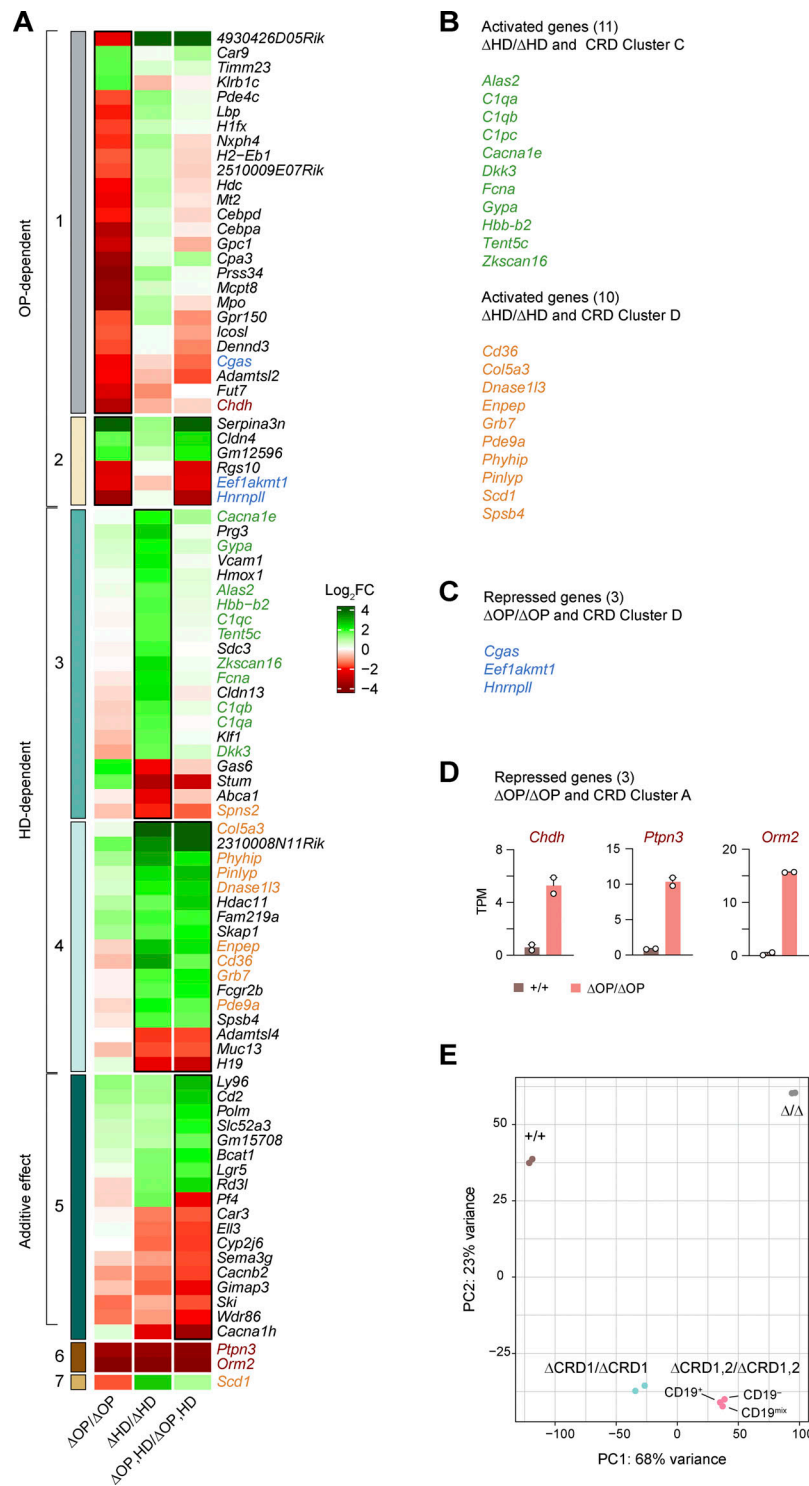 A
OP-dependent
HD-dependent
Additive effect
1
2
3
4
5
6
7
4930426D05Rik
Car9
Timm23
Klrb1c
Pde4c
Lbp
H1fx
Nxph4
H2−Eb1
2510009E07Rik
Hdc
Mt2
Cebpd
Cebpa
Gpc1
Cpa3
Prss34
Mcpt8
Mpo
Gpr150
Icosl
Dennd3
Cgas
Adamtsl2
Fut7
Chdh
Serpina3n
Cldn4
Gm12596
Rgs10
Eef1akmt1
Hnrnpll
Cacna1e
Prg3
Gypa
Vcam1
Hmox1
Alas2
Hbb−b2
C1qc
Tent5c
Sdc3
Zkscan16
Fcna
Cldn13
C1qb
C1qa
Klf1
Dkk3
Gas6
Stum
Abca1
Spns2
Col5a3
2310008N11Rik
Phyhip
Pinlyp
Dnase1l3
Hdac11
Fam219a
Skap1
Enpep
Cd36
Grb7
Fcgr2b
Pde9a
Spsb4
Adamtsl4
Muc13
H19
Ly96
Cd2
Polm
Slc52a3
Gm15708
Bcat1
Lgr5
Rd3l
Pf4
Car3
Ell3
Cyp2j6
Sema3g
Cacnb2
Gimap3
Ski
Wdr86
Cacna1h
Ptpn3
Orm2
Scd1
ΔOP/ΔOP
ΔHD/ΔHD
ΔOP,HD/ΔOP,HD
Log2FC
4
2
0
−2
−4
B
Activated genes (11)
ΔHD/ΔHD and CRD Cluster C
Alas2
C1qa
C1qb
C1pc
Cacna1e
Dkk3
Fcna
Gypa
Hbb-b2
Tent5c
Zkscan16
Activated genes (10)
ΔHD/ΔHD and CRD Cluster D
Cd36
Col5a3
Dnase1l3
Enpep
Grb7
Pde9a
Phyhip
Pinlyp
Scd1
Spsb4
C
Repressed genes (3)
ΔOP/ΔOP and CRD Cluster D
Cgas
Eef1akmt1
Hnrnpll
D
Repressed genes (3)
ΔOP/ΔOP and CRD Cluster A
Chdh
Ptpn3
Orm2
TPM
6
4
2
0
15
10
5
0
20
10
0
+/+
ΔOP/ΔOP
E
PC2: 23% variance
50
25
0
−25
+/+
Δ/Δ
ΔCRD1/ΔCRD1
ΔCRD1,2/ΔCRD1,2
CD19+
CD19−
CD19mix
−100
−50
0
50
100
PC1: 68% variance